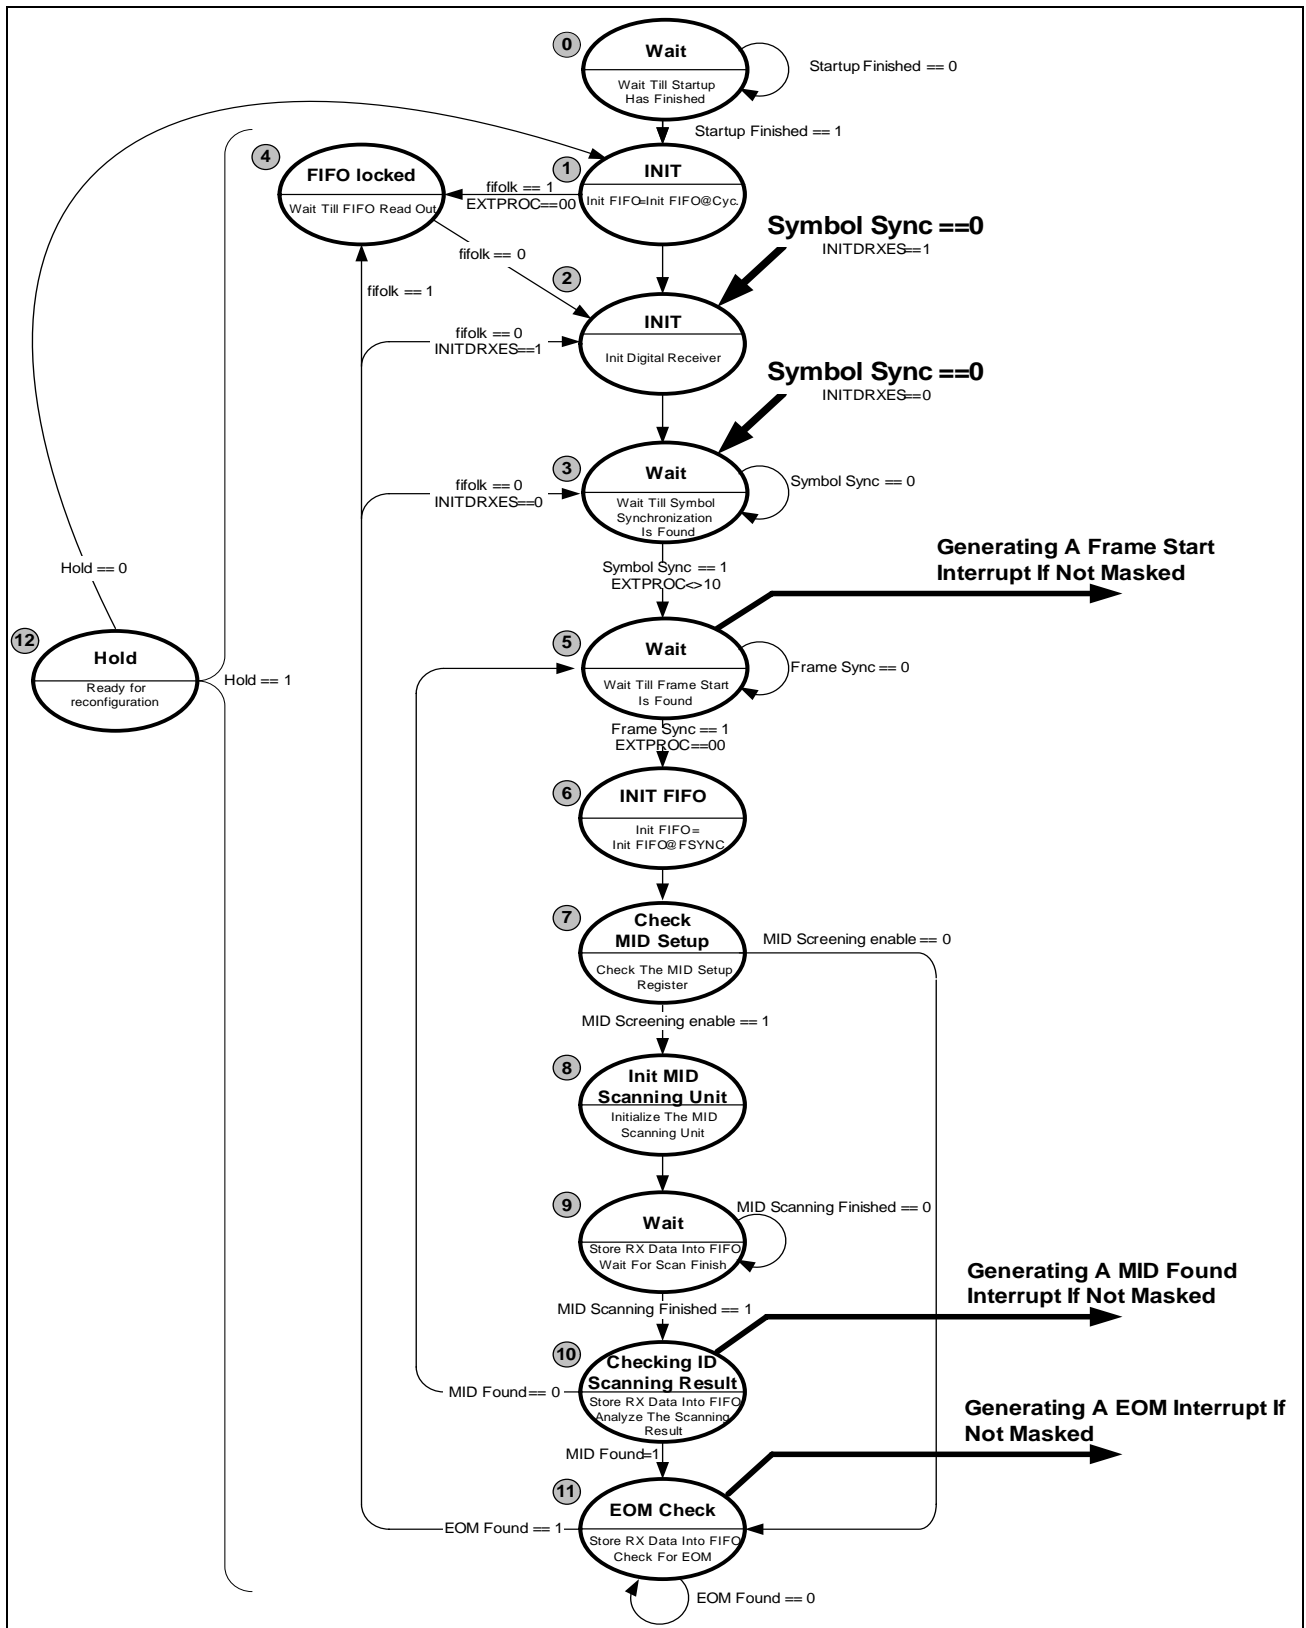 0
Wait
Wait Till Startup
Has Finished
Startup Finished == 0
Startup Finished == 1
4
FIFO locked
Wait Till FIFO Read Out
fifolk == 1
EXTPROC==00
1
INIT
Init FIFO=Init FIFO@Cyc.
Symbol Sync ==0
INITDRXES==1
fifolk == 0
2
INIT
Init Digital Receiver
fifolk == 1
fifolk == 0
INITDRXES==1
Symbol Sync ==0
INITDRXES==0
3
Wait
Wait Till Symbol
Synchronization
Is Found
Symbol Sync == 0
fifolk == 0
INITDRXES==0
Symbol Sync == 1
EXTPROC<>10
Generating A Frame Start
Interrupt If Not Masked
Hold == 0
12
Hold
Ready for
reconfiguration
Hold == 1
5
Wait
Wait Till Frame Start
Is Found
Frame Sync == 0
Frame Sync == 1
EXTPROC==00
6
INIT FIFO
Init FIFO=
Init FIFO@FSYNC
7
Check
MID Setup
Check The MID Setup
Register
MID Screening enable == 0
MID Screening enable == 1
8
Init MID
Scanning Unit
Initialize The MID
Scanning Unit
9
Wait
Store RX Data Into FIFO
Wait For Scan Finish
MID Scanning Finished == 0
MID Scanning Finished == 1
Generating A MID Found
Interrupt If Not Masked
10
Checking ID
Scanning Result
Store RX Data Into FIFO
Analyze The Scanning
Result
MID Found== 0
MID Found=1
Generating A EOM Interrupt If
Not Masked
11
EOM Check
Store RX Data Into FIFO
Check For EOM
EOM Found == 1
EOM Found == 0